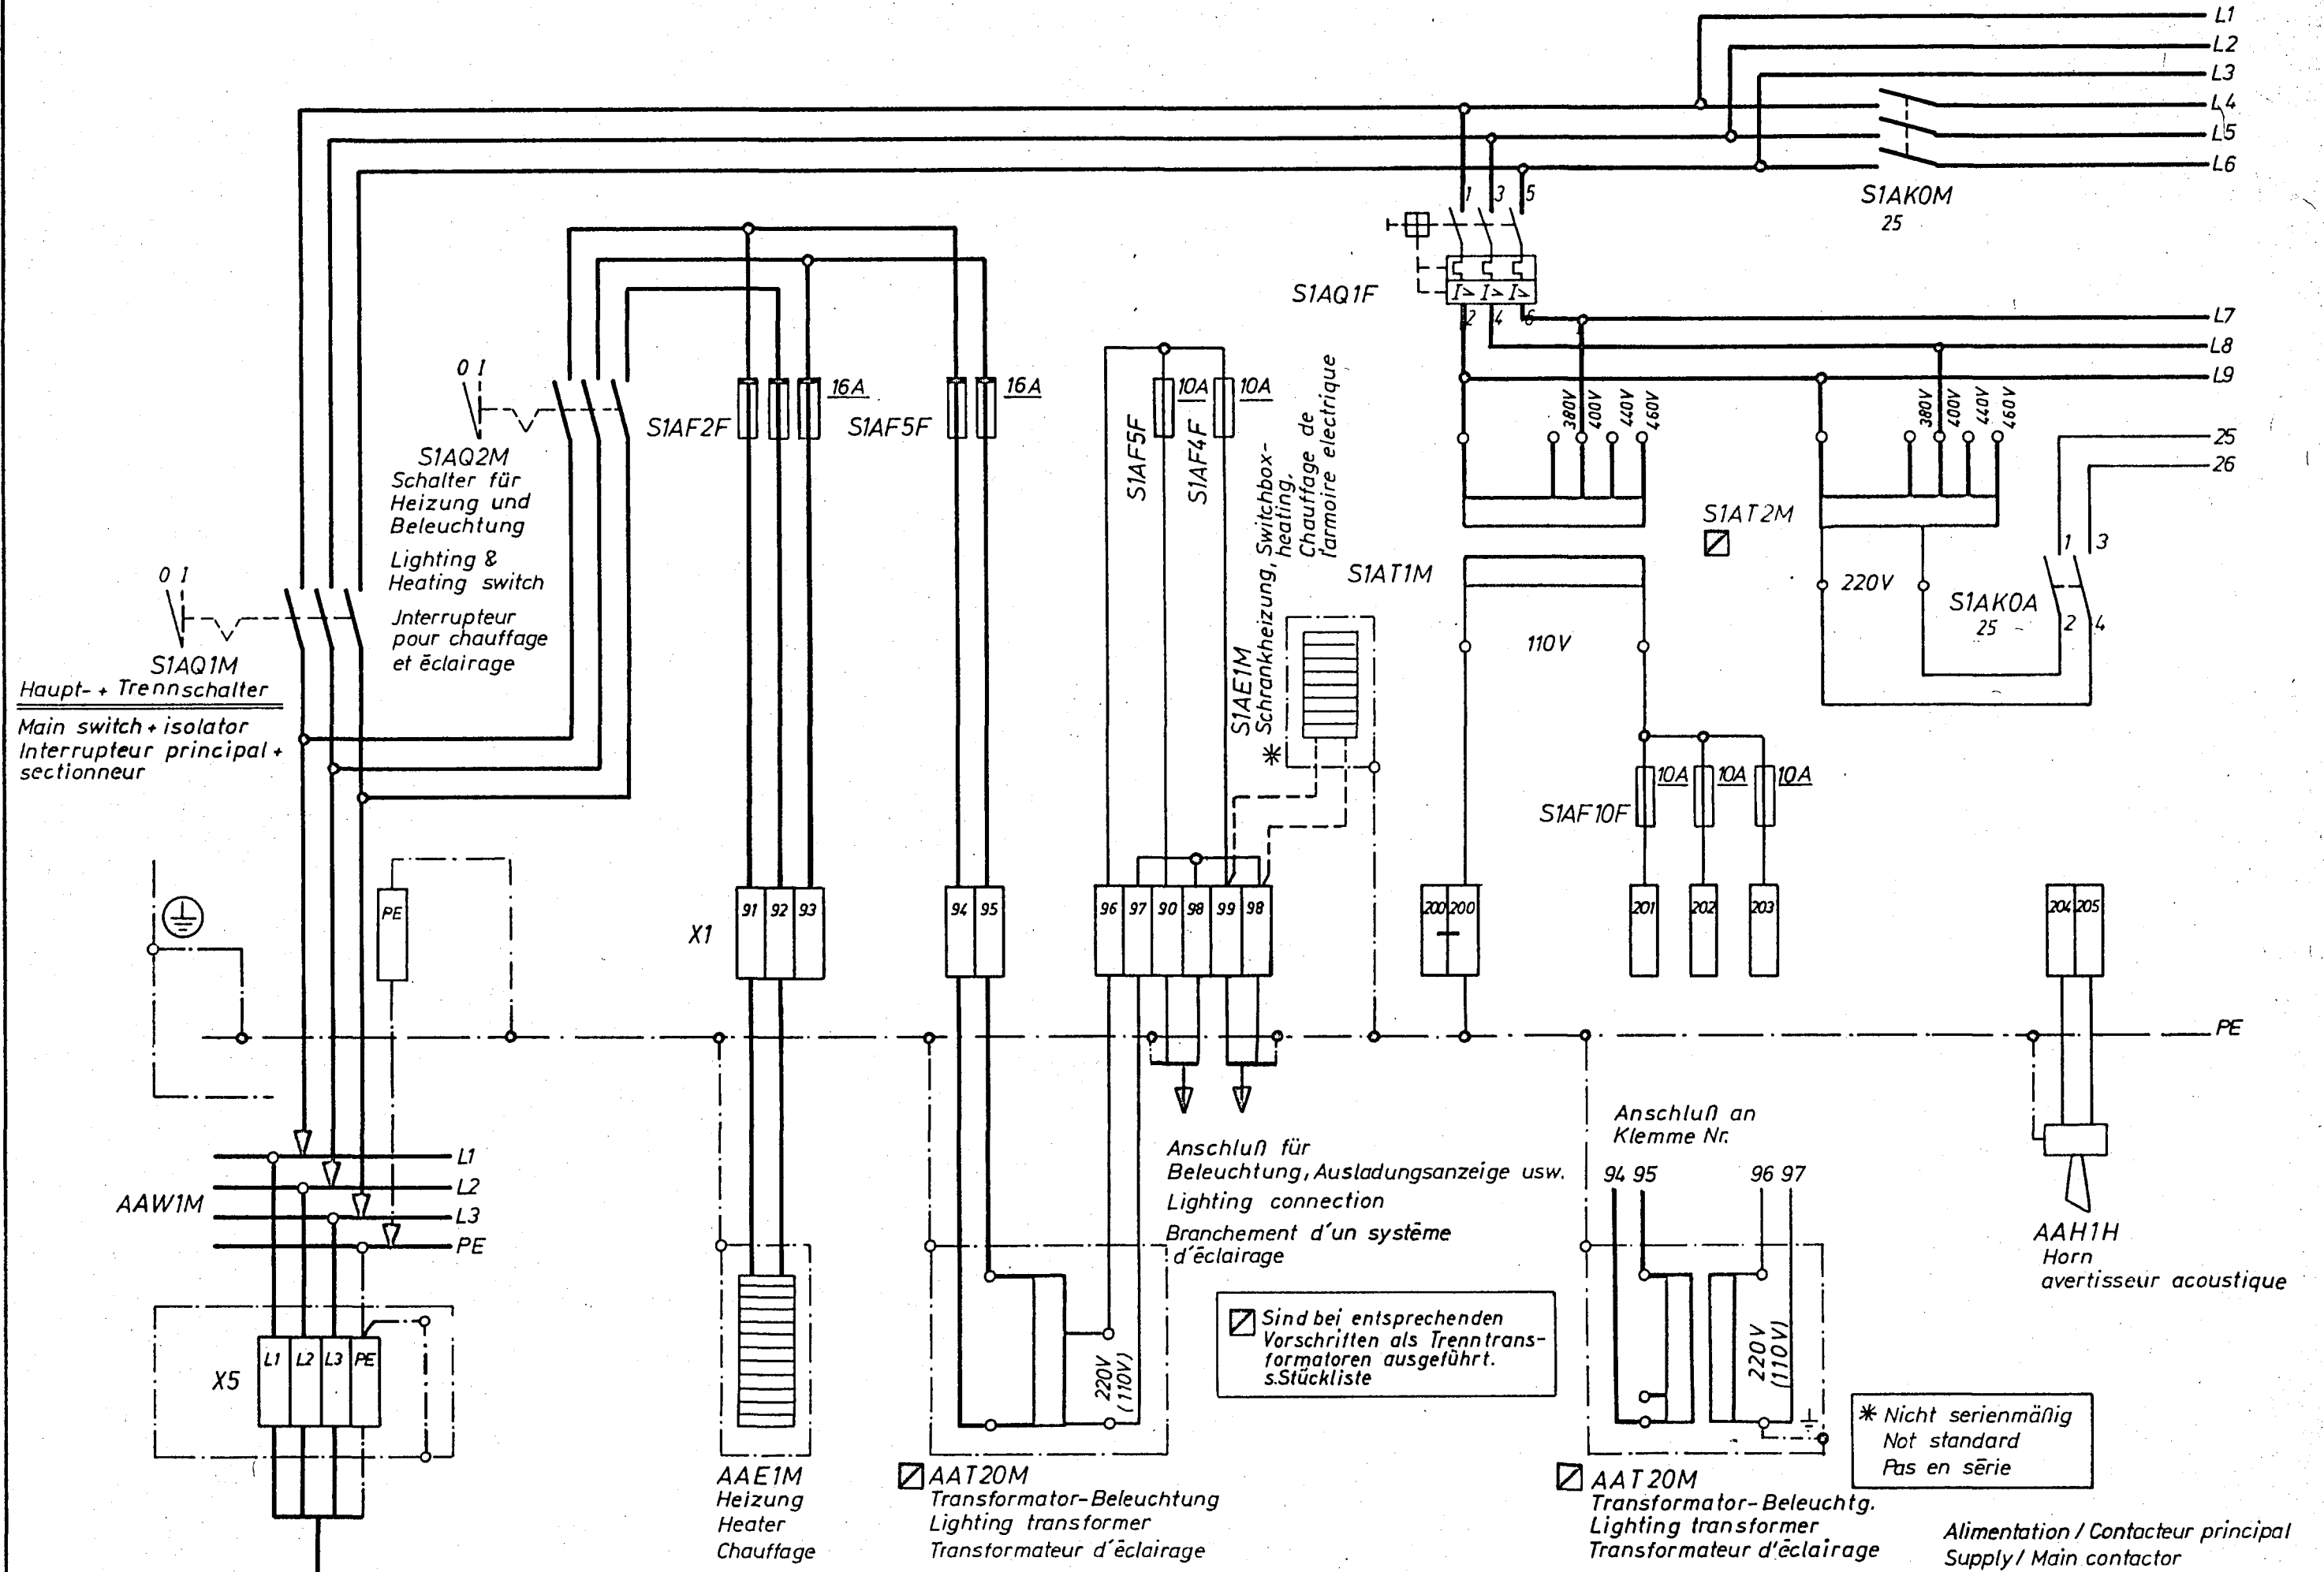 L1
L2
L3
L4
L5
L6
S1AK0M
25
1 3 5
S1AQ1F
I> I> I>
2 4 6
L7
L8
L9
380V
400V
440V
460V
380V
400V
440V
460V
25
26
0 I
S1AQ2M
Schalter für
Heizung und
Beleuchtung
Lighting &
Heating switch
Jnterrupteur
pour chauffage
et éclairage
S1AF2F
16A
S1AF5F
16A
S1AF5F
10A
S1AF4F
10A
S1AE1M
Schrankheizung, Switchbox-
heating,
Chauffage de
l'armoire electrique
*
S1AT1M
110V
S1AT2M
220V
S1AK0A
25
1 3
2 4
0 I
S1AQ1M
Haupt- + Trennschalter
Main switch + isolator
Interrupteur principal +
sectionneur
S1AF10F
10A
10A
10A
PE
X1
91 92 93
94 95
96 97 90 98 99 98
200 200
201
202
203
204 205
PE
AAW1M
L1
L2
L3
PE
X5
L1 L2 L3 PE
AAE1M
Heizung
Heater
Chauffage
220V
(110V)
AAT20M
Transformator-Beleuchtung
Lighting transformer
Transformateur d'éclairage
Anschluß für
Beleuchtung, Ausladungsanzeige usw.
Lighting connection
Branchement d'un système
d'éclairage
Sind bei entsprechenden
Vorschriften als Trenntrans-
formatoren ausgeführt.
s.Stückliste
Anschluß an
Klemme Nr.
94 95 96 97
220V
(110V)
AAT20M
Transformator-Beleuchtg.
Lighting transformer
Transformateur d'éclairage
AAH1H
Horn
avertisseur acoustique
* Nicht serienmäßig
Not standard
Pas en série
Alimentation / Contacteur principal
Supply / Main contactor